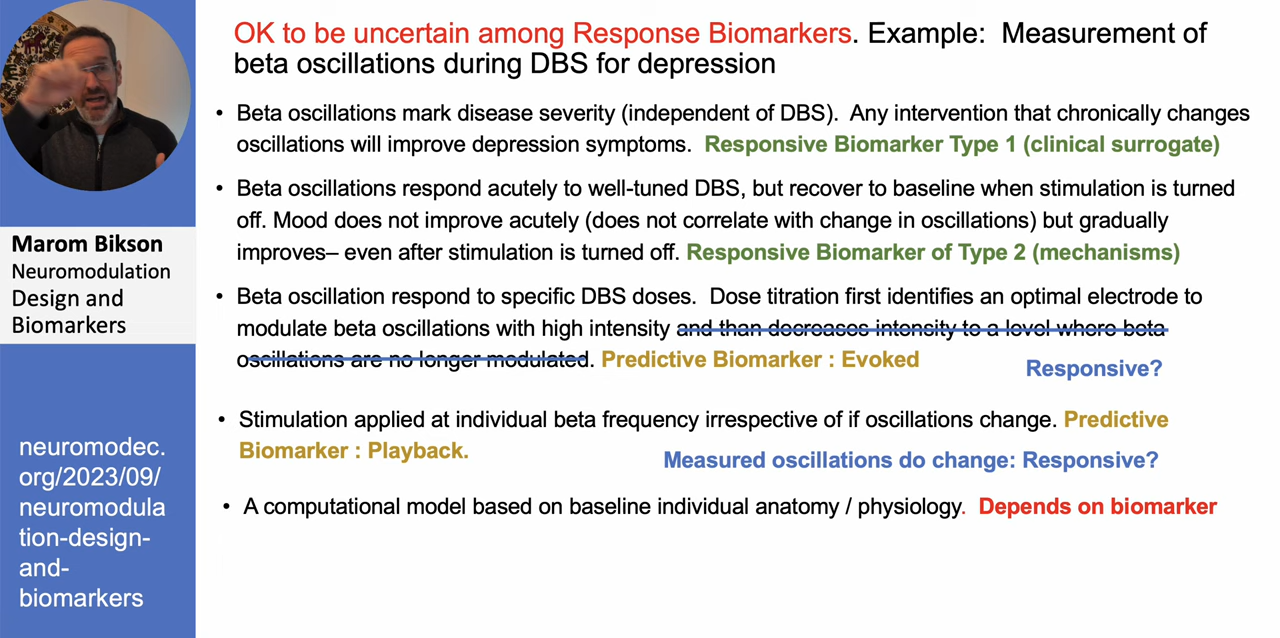 OK to be uncertain among Response Biomarkers. Example: Measurement of
beta oscillations during DBS for depression
• Beta oscillations mark disease severity (independent of DBS). Any intervention that chronically changes
oscillations will improve depression symptoms. Responsive Biomarker Type 1 (clinical surrogate)
• Beta oscillations respond acutely to well-tuned DBS, but recover to baseline when stimulation is turned
off. Mood does not improve acutely (does not correlate with change in oscillations) but gradually
improves– even after stimulation is turned off. Responsive Biomarker of Type 2 (mechanisms)
• Beta oscillation respond to specific DBS doses. Dose titration first identifies an optimal electrode to
modulate beta oscillations with high intensity and than decreases intensity to a level where beta
oscillations are no longer modulated. Predictive Biomarker : Evoked
Responsive?
• Stimulation applied at individual beta frequency irrespective of if oscillations change. Predictive
Biomarker : Playback.
Measured oscillations do change: Responsive?
• A computational model based on baseline individual anatomy / physiology. Depends on biomarker
Marom Bikson
Neuromodulation
Design and
Biomarkers
neuromodec.
org/2023/09/
neuromodula
tion-design-
and-
biomarkers